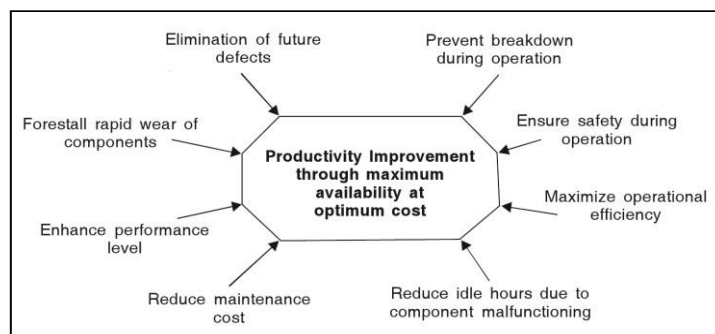 Elimination of future
defects
Prevent breakdown
during operation
Forestall rapid wear of
components
Ensure safety during
operation
Productivity Improvement
through maximum
availability at
optimum cost
Enhance performance
level
Maximize operational
efficiency
Reduce maintenance
cost
Reduce idle hours due to
component malfunctioning